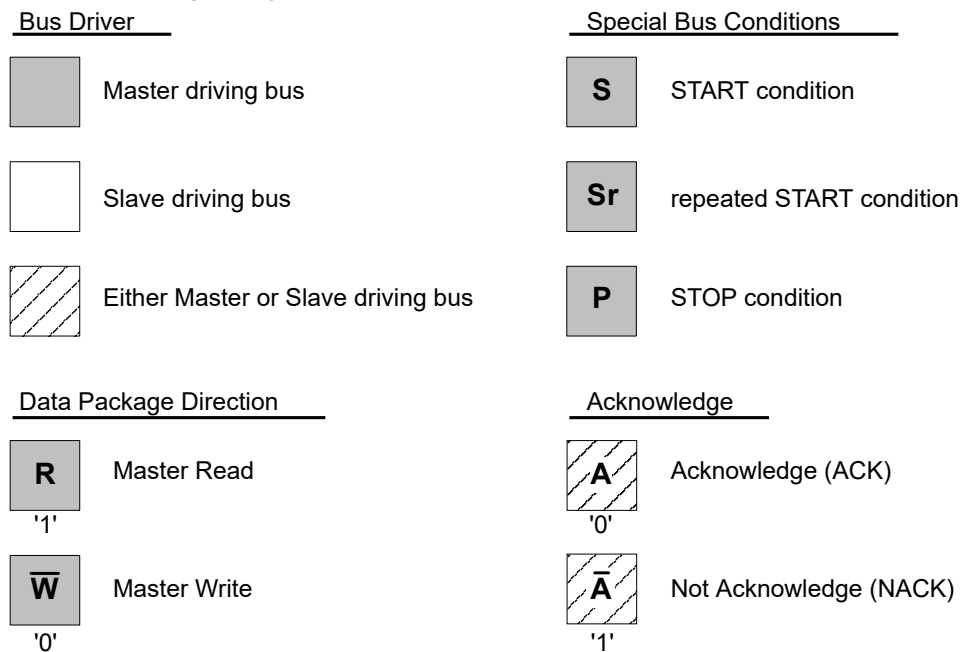 Bus Driver
Master driving bus
Slave driving bus
Either Master or Slave driving bus
Special Bus Conditions
S START condition
Sr repeated START condition
P STOP condition
Data Package Direction
R Master Read
'1'
W̅ Master Write
'0'
Acknowledge
A Acknowledge (ACK)
'0'
A̅ Not Acknowledge (NACK)
'1'